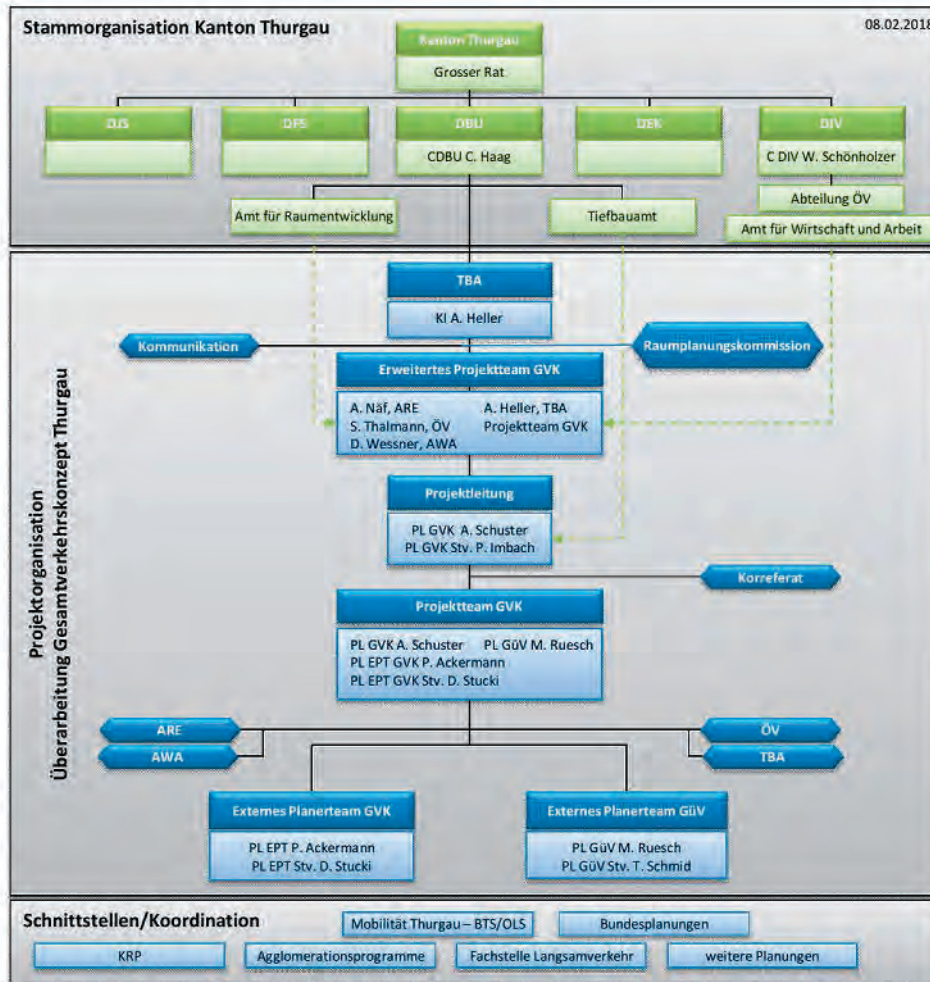 Stammorganisation Kanton Thurgau
08.02.2018
Kanton Thurgau
Grosser Rat
DJS
DFS
DBU
DEK
DIV
CDBU C. Haag
C DIV W. Schönholzer
Amt für Raumentwicklung
Tiefbauamt
Abteilung ÖV
Amt für Wirtschaft und Arbeit
Projektorganisation
Überarbeitung Gesamtverkehrskonzept Thurgau
TBA
KI A. Heller
Kommunikation
Raumplanungskommission
Erweitertes Projektteam GVK
A. Näf, ARE
A. Heller, TBA
S. Thalmann, ÖV
Projektteam GVK
D. Wessner, AWA
Projektleitung
PL GVK A. Schuster
PL GVK Stv. P. Imbach
Korreferat
Projektteam GVK
PL GVK A. Schuster
PL GüV M. Ruesch
PL EPT GVK P. Ackermann
PL EPT GVK Stv. D. Stucki
ARE
ÖV
AWA
TBA
Externes Planerteam GVK
PL EPT P. Ackermann
PL EPT Stv. D. Stucki
Externes Planerteam GüV
PL GüV M. Ruesch
PL GüV Stv. T. Schmid
Schnittstellen/Koordination
Mobilität Thurgau – BTS/OLS
Bundesplanungen
KRP
Agglomerationsprogramme
Fachstelle Langsamverkehr
weitere Planungen